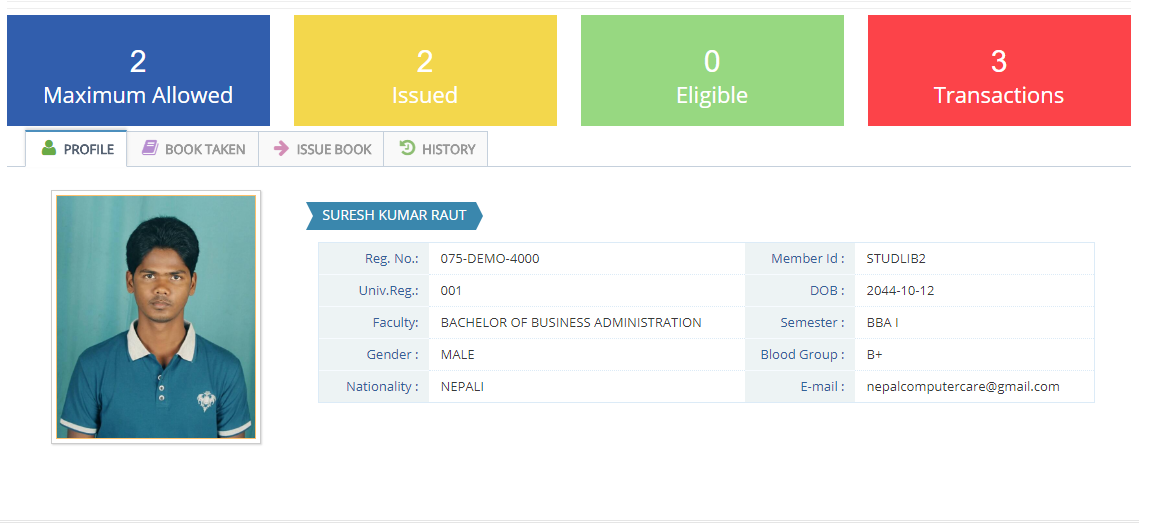 2
Maximum Allowed
2
Issued
0
Eligible
3
Transactions
PROFILE BOOK TAKEN ISSUE BOOK HISTORY
SURESH KUMAR RAUT
Reg. No.: 075-DEMO-4000 Member Id : STUDLIB2
Univ.Reg.: 001 DOB : 2044-10-12
Faculty: BACHELOR OF BUSINESS ADMINISTRATION Semester : BBA I
Gender : MALE Blood Group : B+
Nationality : NEPALI E-mail : nepalcomputercare@gmail.com